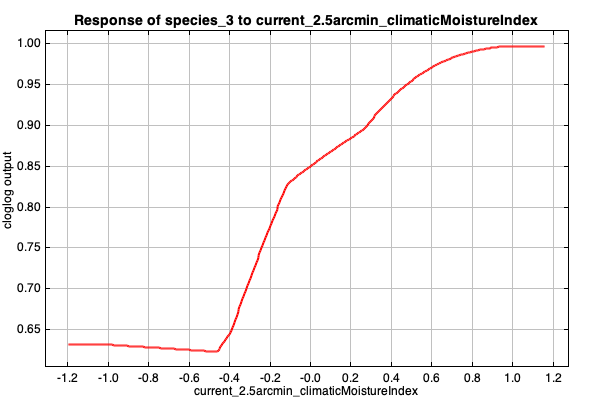 Response of species_3 to current_2.5arcmin_climaticMoistureIndex
1.00
0.95
0.90
0.85
0.80
0.75
0.70
0.65
cloglog output
-1.2 -1.0 -0.8 -0.6 -0.4 -0.2 -0.0 0.2 0.4 0.6 0.8 1.0 1.2
current_2.5arcmin_climaticMoistureIndex